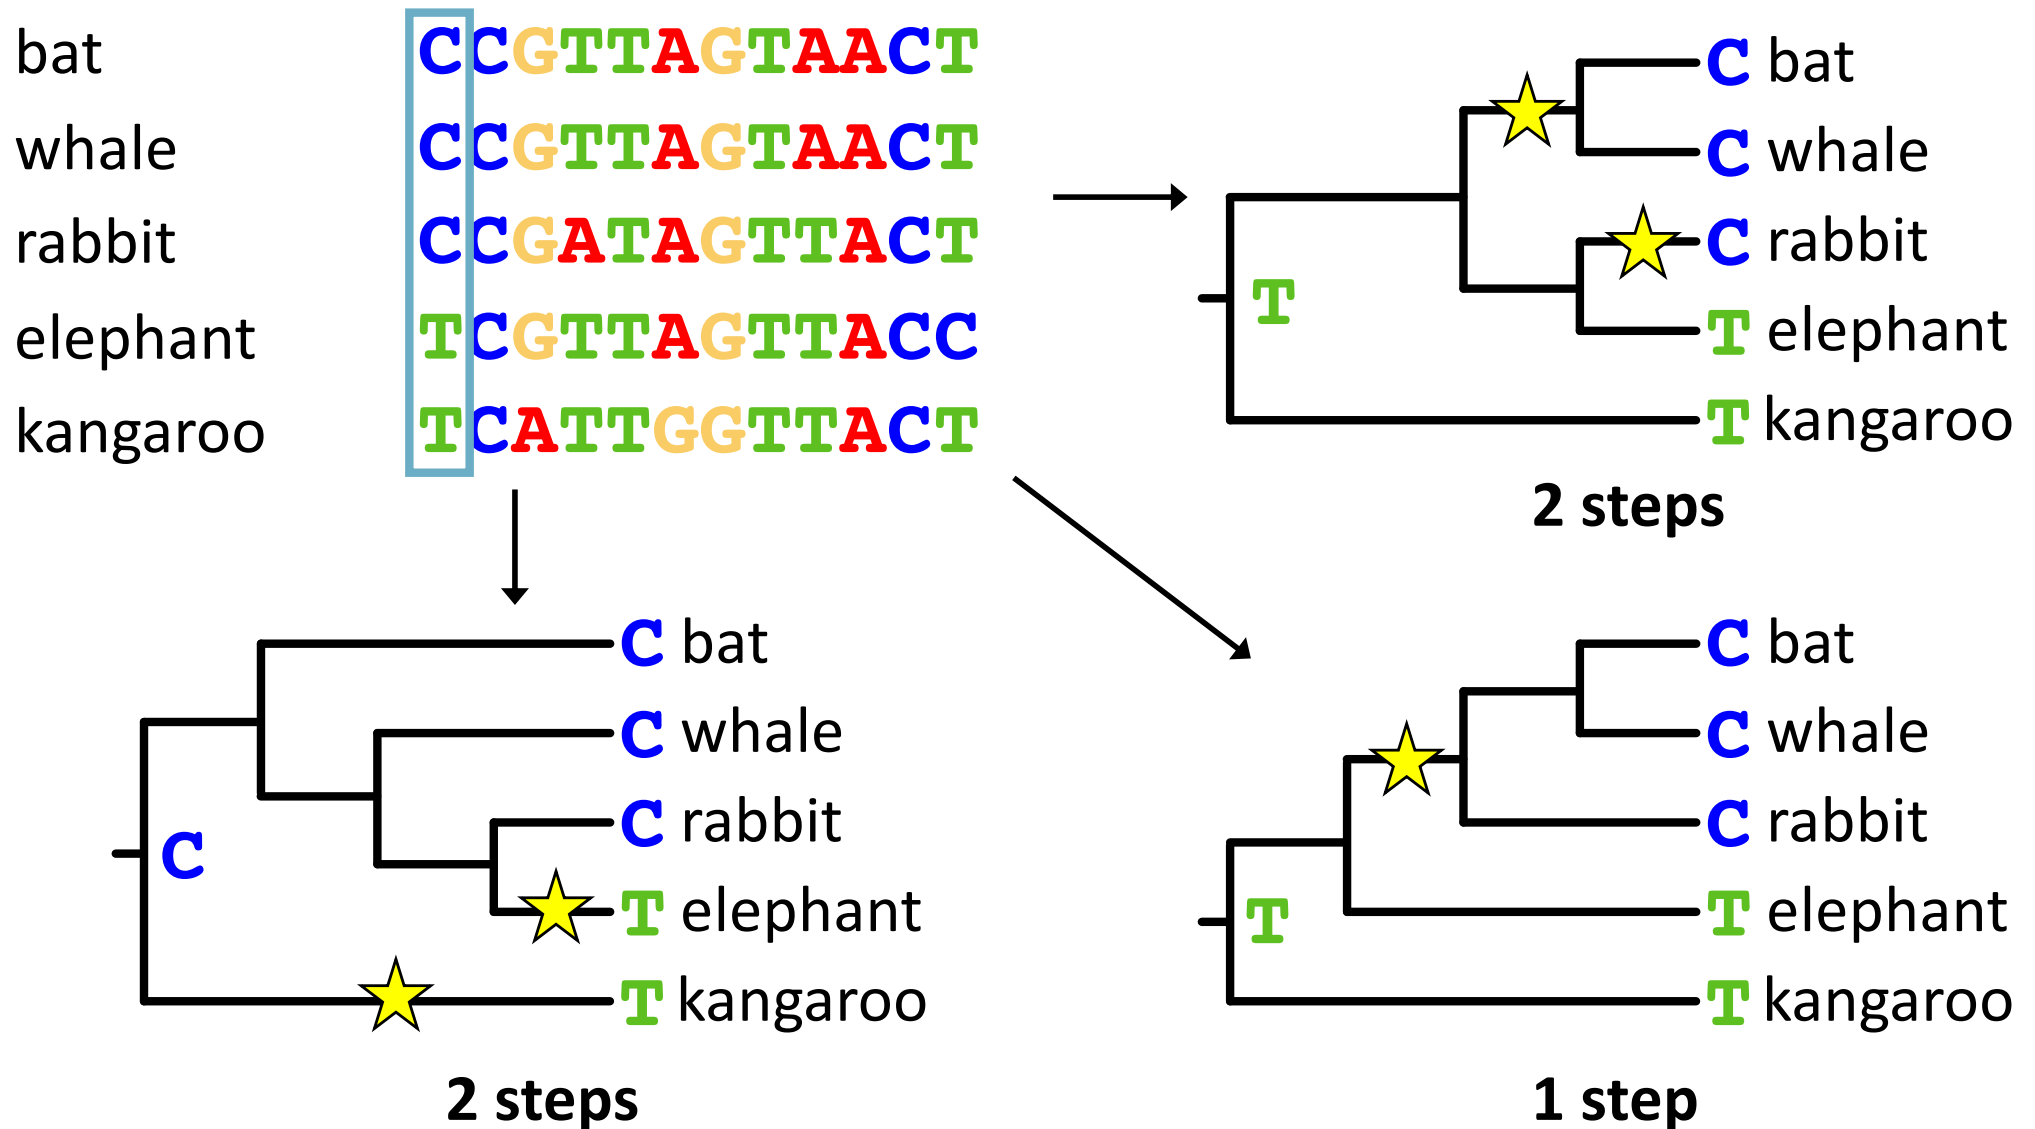 bat CCGTTAGTAACT
whale CCGTTAGTAACT
rabbit CCGATAGTTACT
elephant TCGTTAGTTACC
kangaroo TCATTGGTTACT
C bat
C whale
C rabbit
T elephant
T kangaroo
T
2 steps
C bat
C whale
C rabbit
T elephant
T kangaroo
C
2 steps
C bat
C whale
C rabbit
T elephant
T kangaroo
T
1 step